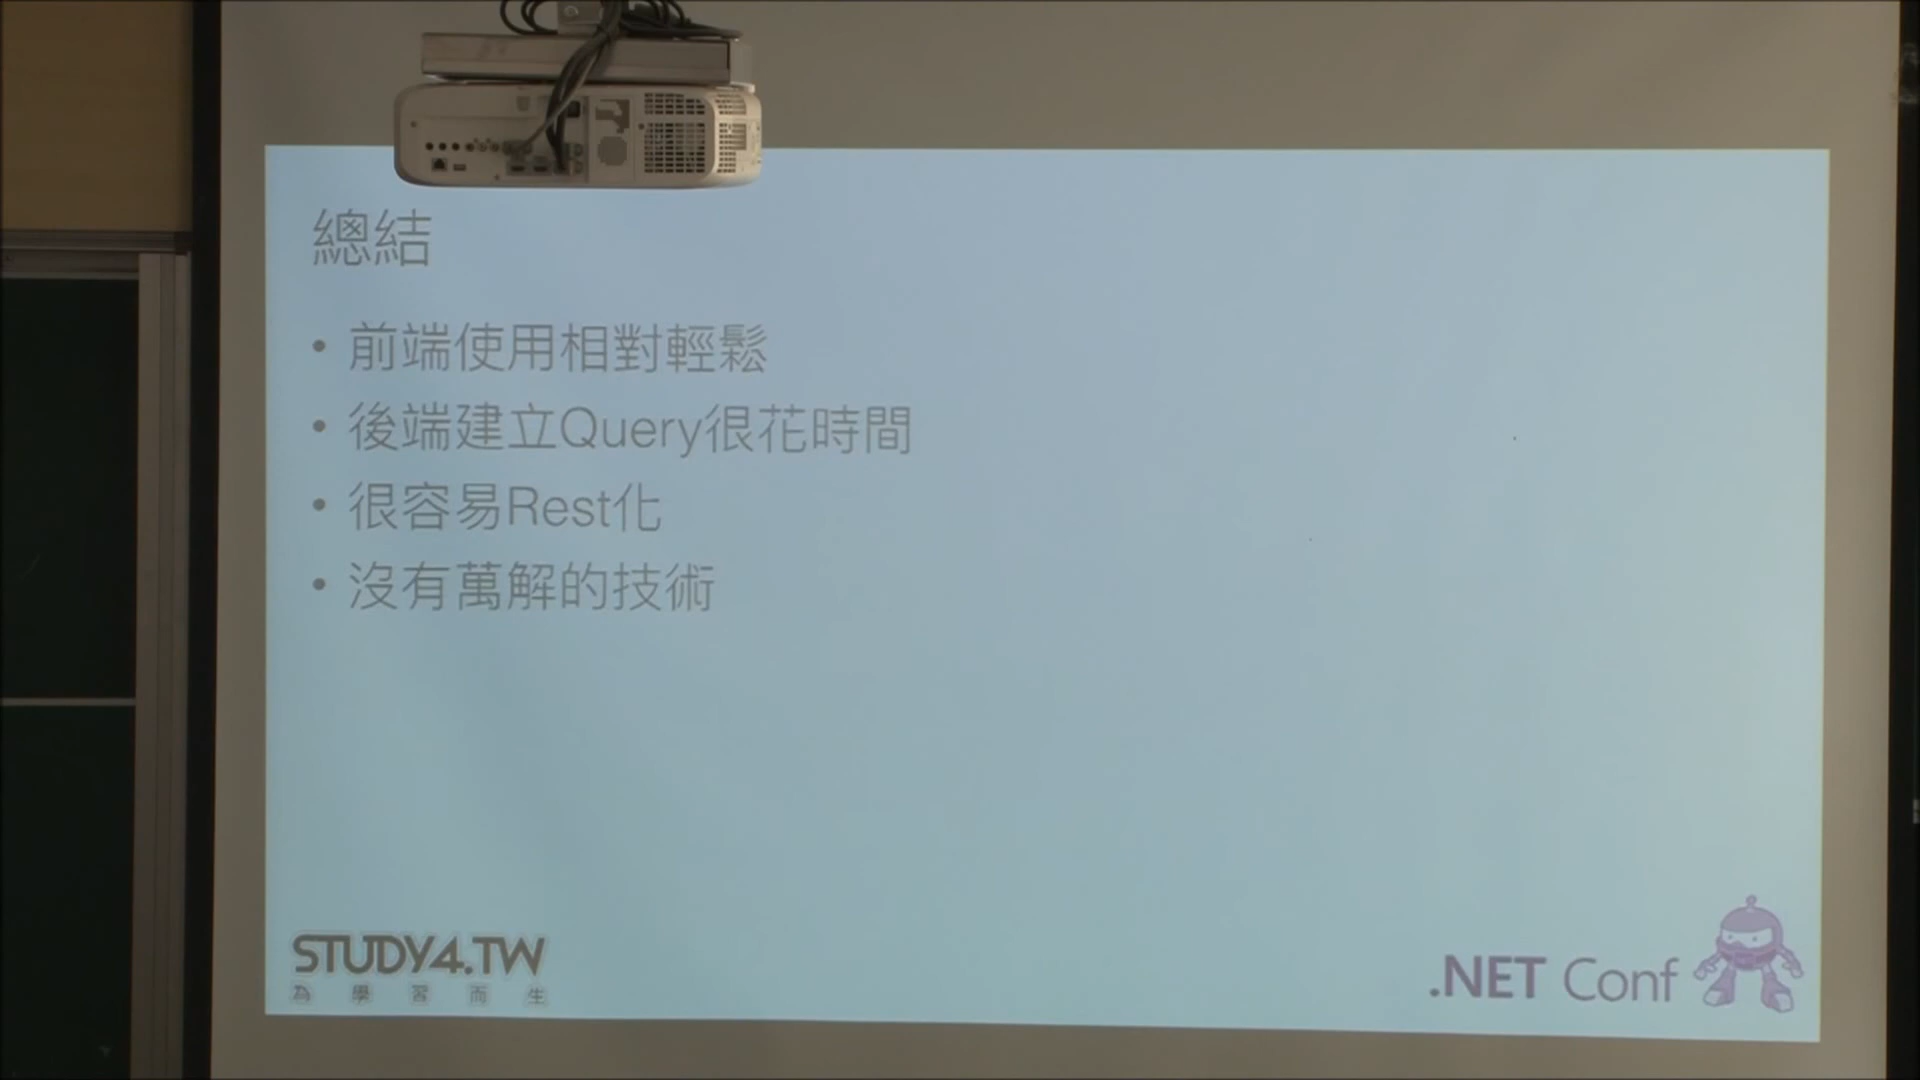 總結
• 前端使用相對輕鬆
• 後端建立Query很花時間
• 很容易Rest化
• 沒有萬解的技術
STUDY4.TW
為學習而生
.NET Conf